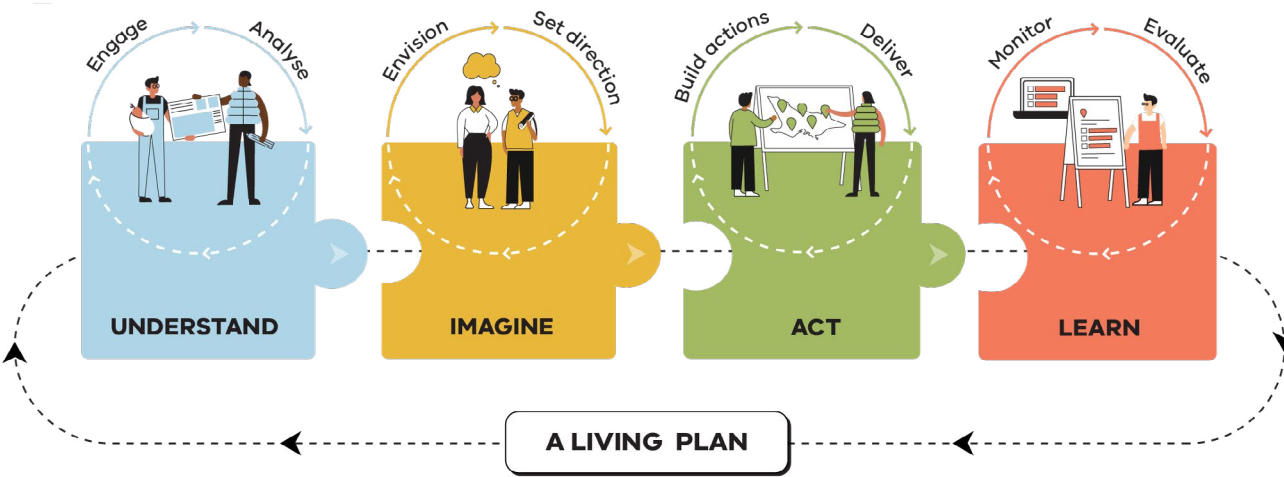 Engage
Analyse
Envision
Set direction
Build actions
Deliver
Monitor
Evaluate
UNDERSTAND
IMAGINE
ACT
LEARN
A LIVING PLAN